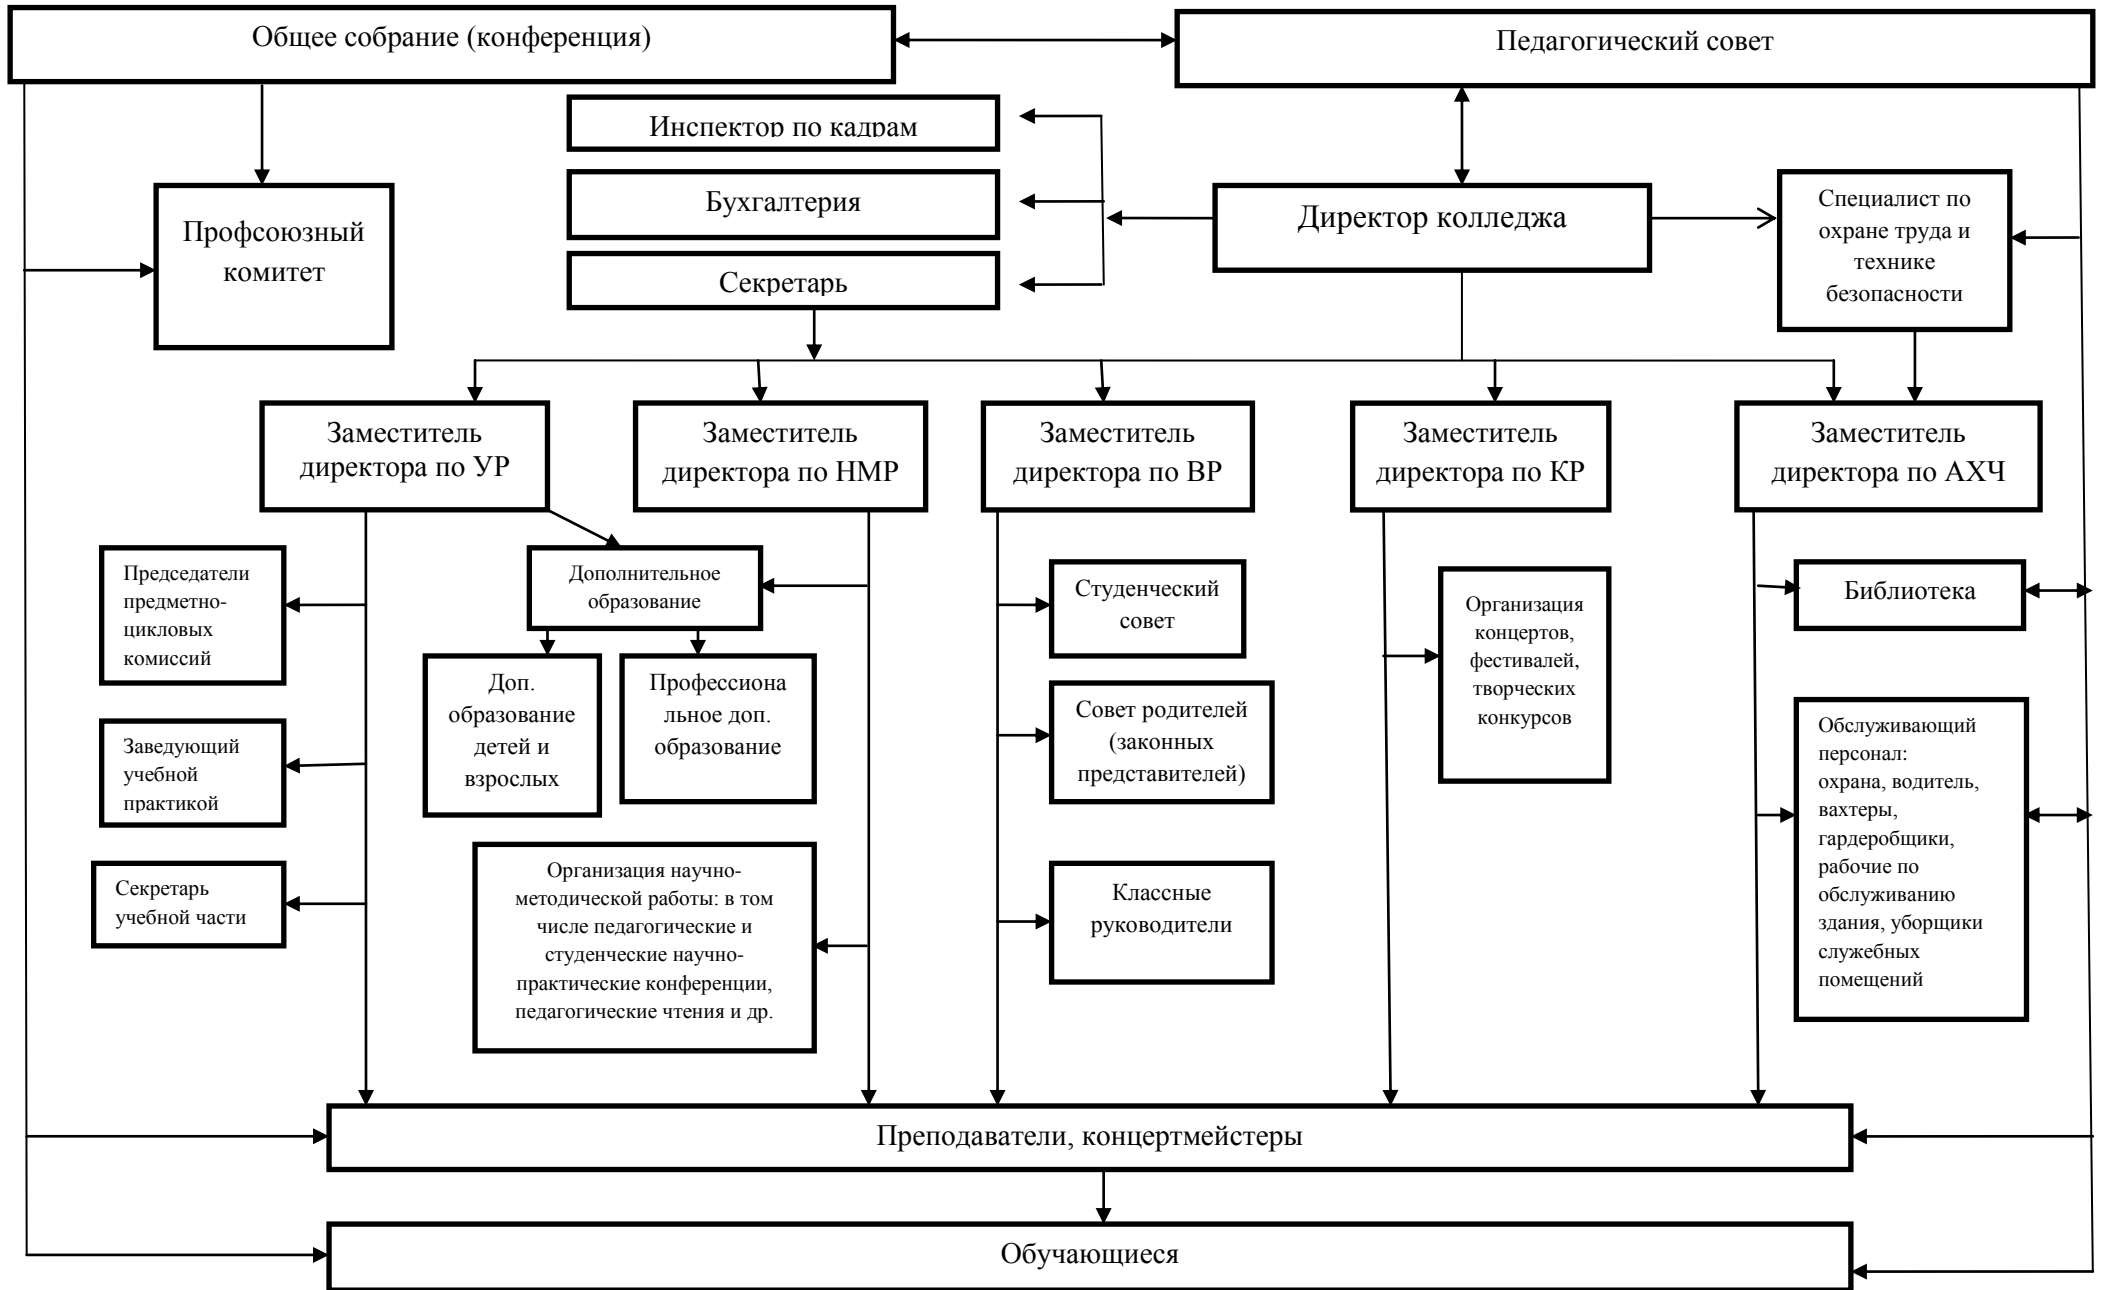 Общее собрание (конференция)
Педагогический совет
Инспектор по кадрам
Бухгалтерия
Секретарь
Профсоюзный
комитет
Директор колледжа
Специалист по
охране труда и
технике
безопасности
Заместитель
директора по УР
Заместитель
директора по НМР
Заместитель
директора по ВР
Заместитель
директора по КР
Заместитель
директора по АХЧ
Председатели
предметно-
цикловых
комиссий
Заведующий
учебной
практикой
Секретарь
учебной части
Дополнительное
образование
Доп.
образование
детей и
взрослых
Профессиона
льное доп.
образование
Организация научно-
методической работы: в том
числе педагогические и
студенческие научно-
практические конференции,
педагогические чтения и др.
Студенческий
совет
Совет родителей
(законных
представителей)
Классные
руководители
Организация
концертов,
фестивалей,
творческих
конкурсов
Библиотека
Обслуживающий
персонал:
охрана, водитель,
вахтеры,
гардеробщики,
рабочие по
обслуживанию
здания, уборщики
служебных
помещений
Преподаватели, концертмейстеры
Обучающиеся